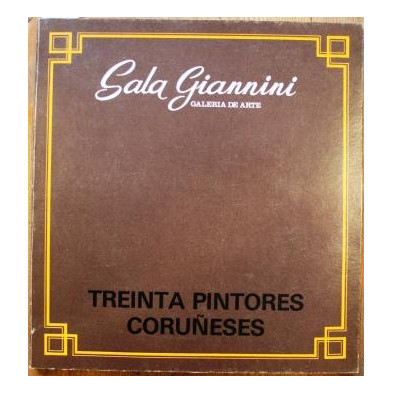 Sala Giannini
GALERIA DE ARTE
TREINTA PINTORES
CORUÑESES